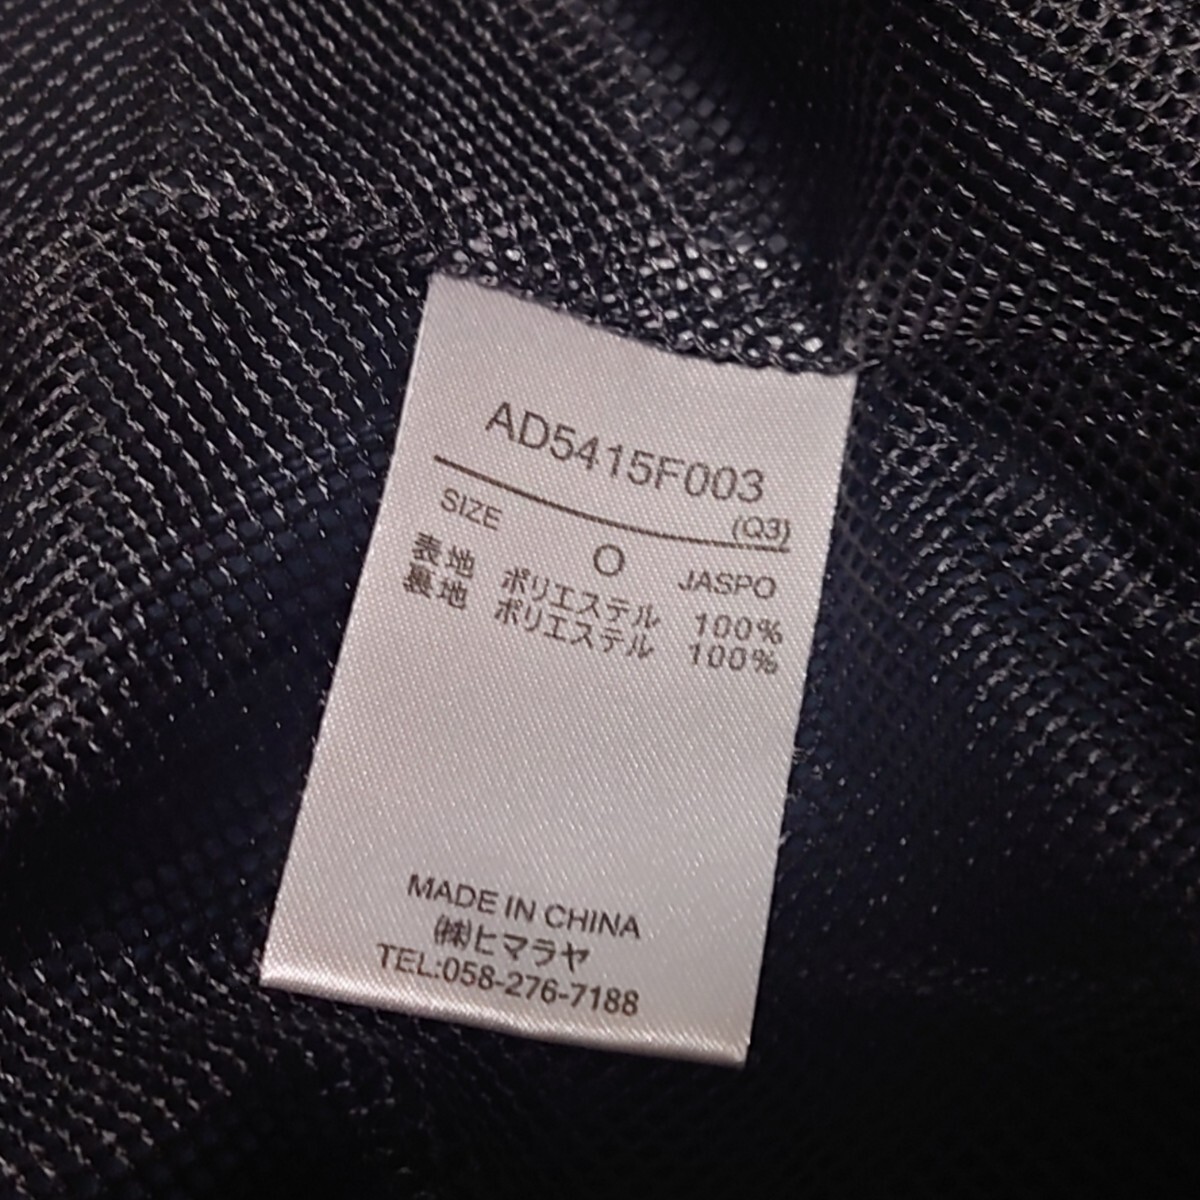 AD5415F003
(Q3)
SIZE O JASPO
表地 ポリエステル 100%
裏地 ポリエステル 100%
MADE IN CHINA
㈱ヒマラヤ
TEL:058-276-7188